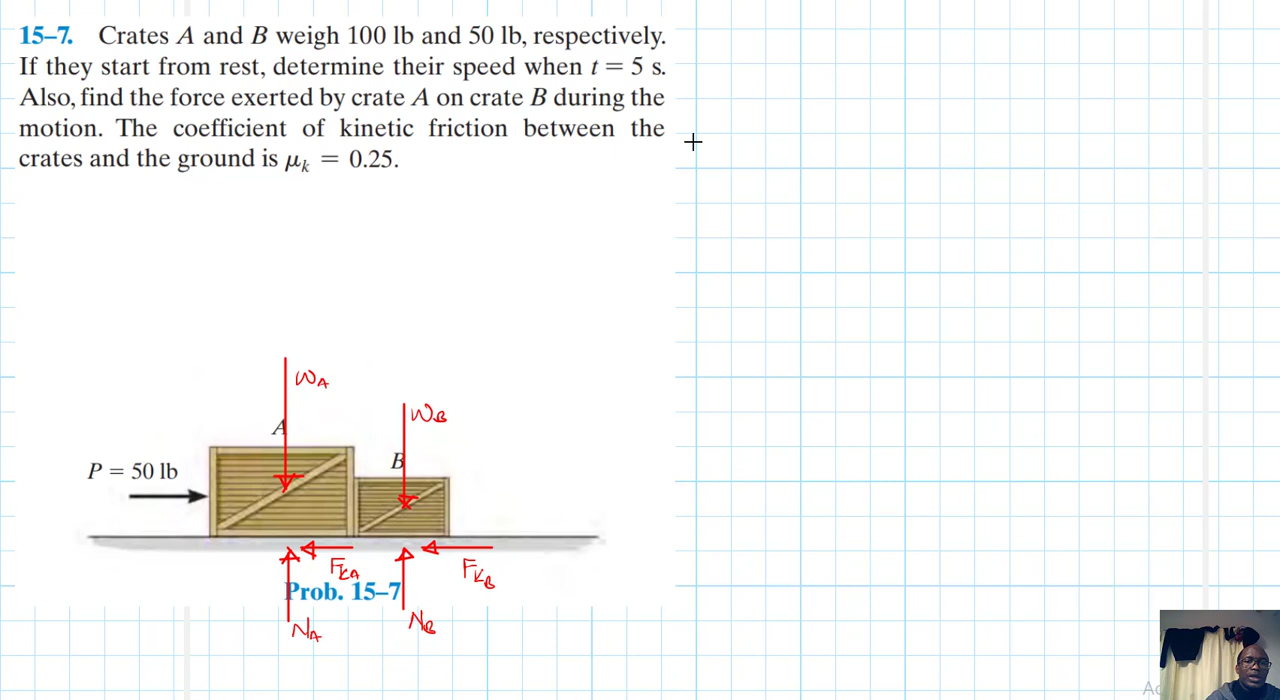 15–7. Crates A and B weigh 100 lb and 50 lb, respectively.
If they start from rest, determine their speed when t = 5 s.
Also, find the force exerted by crate A on crate B during the
motion. The coefficient of kinetic friction between the
crates and the ground is μk = 0.25.
WA
WB
A
B
P = 50 lb
FKA
FKB
Prob. 15–7
NA
NB